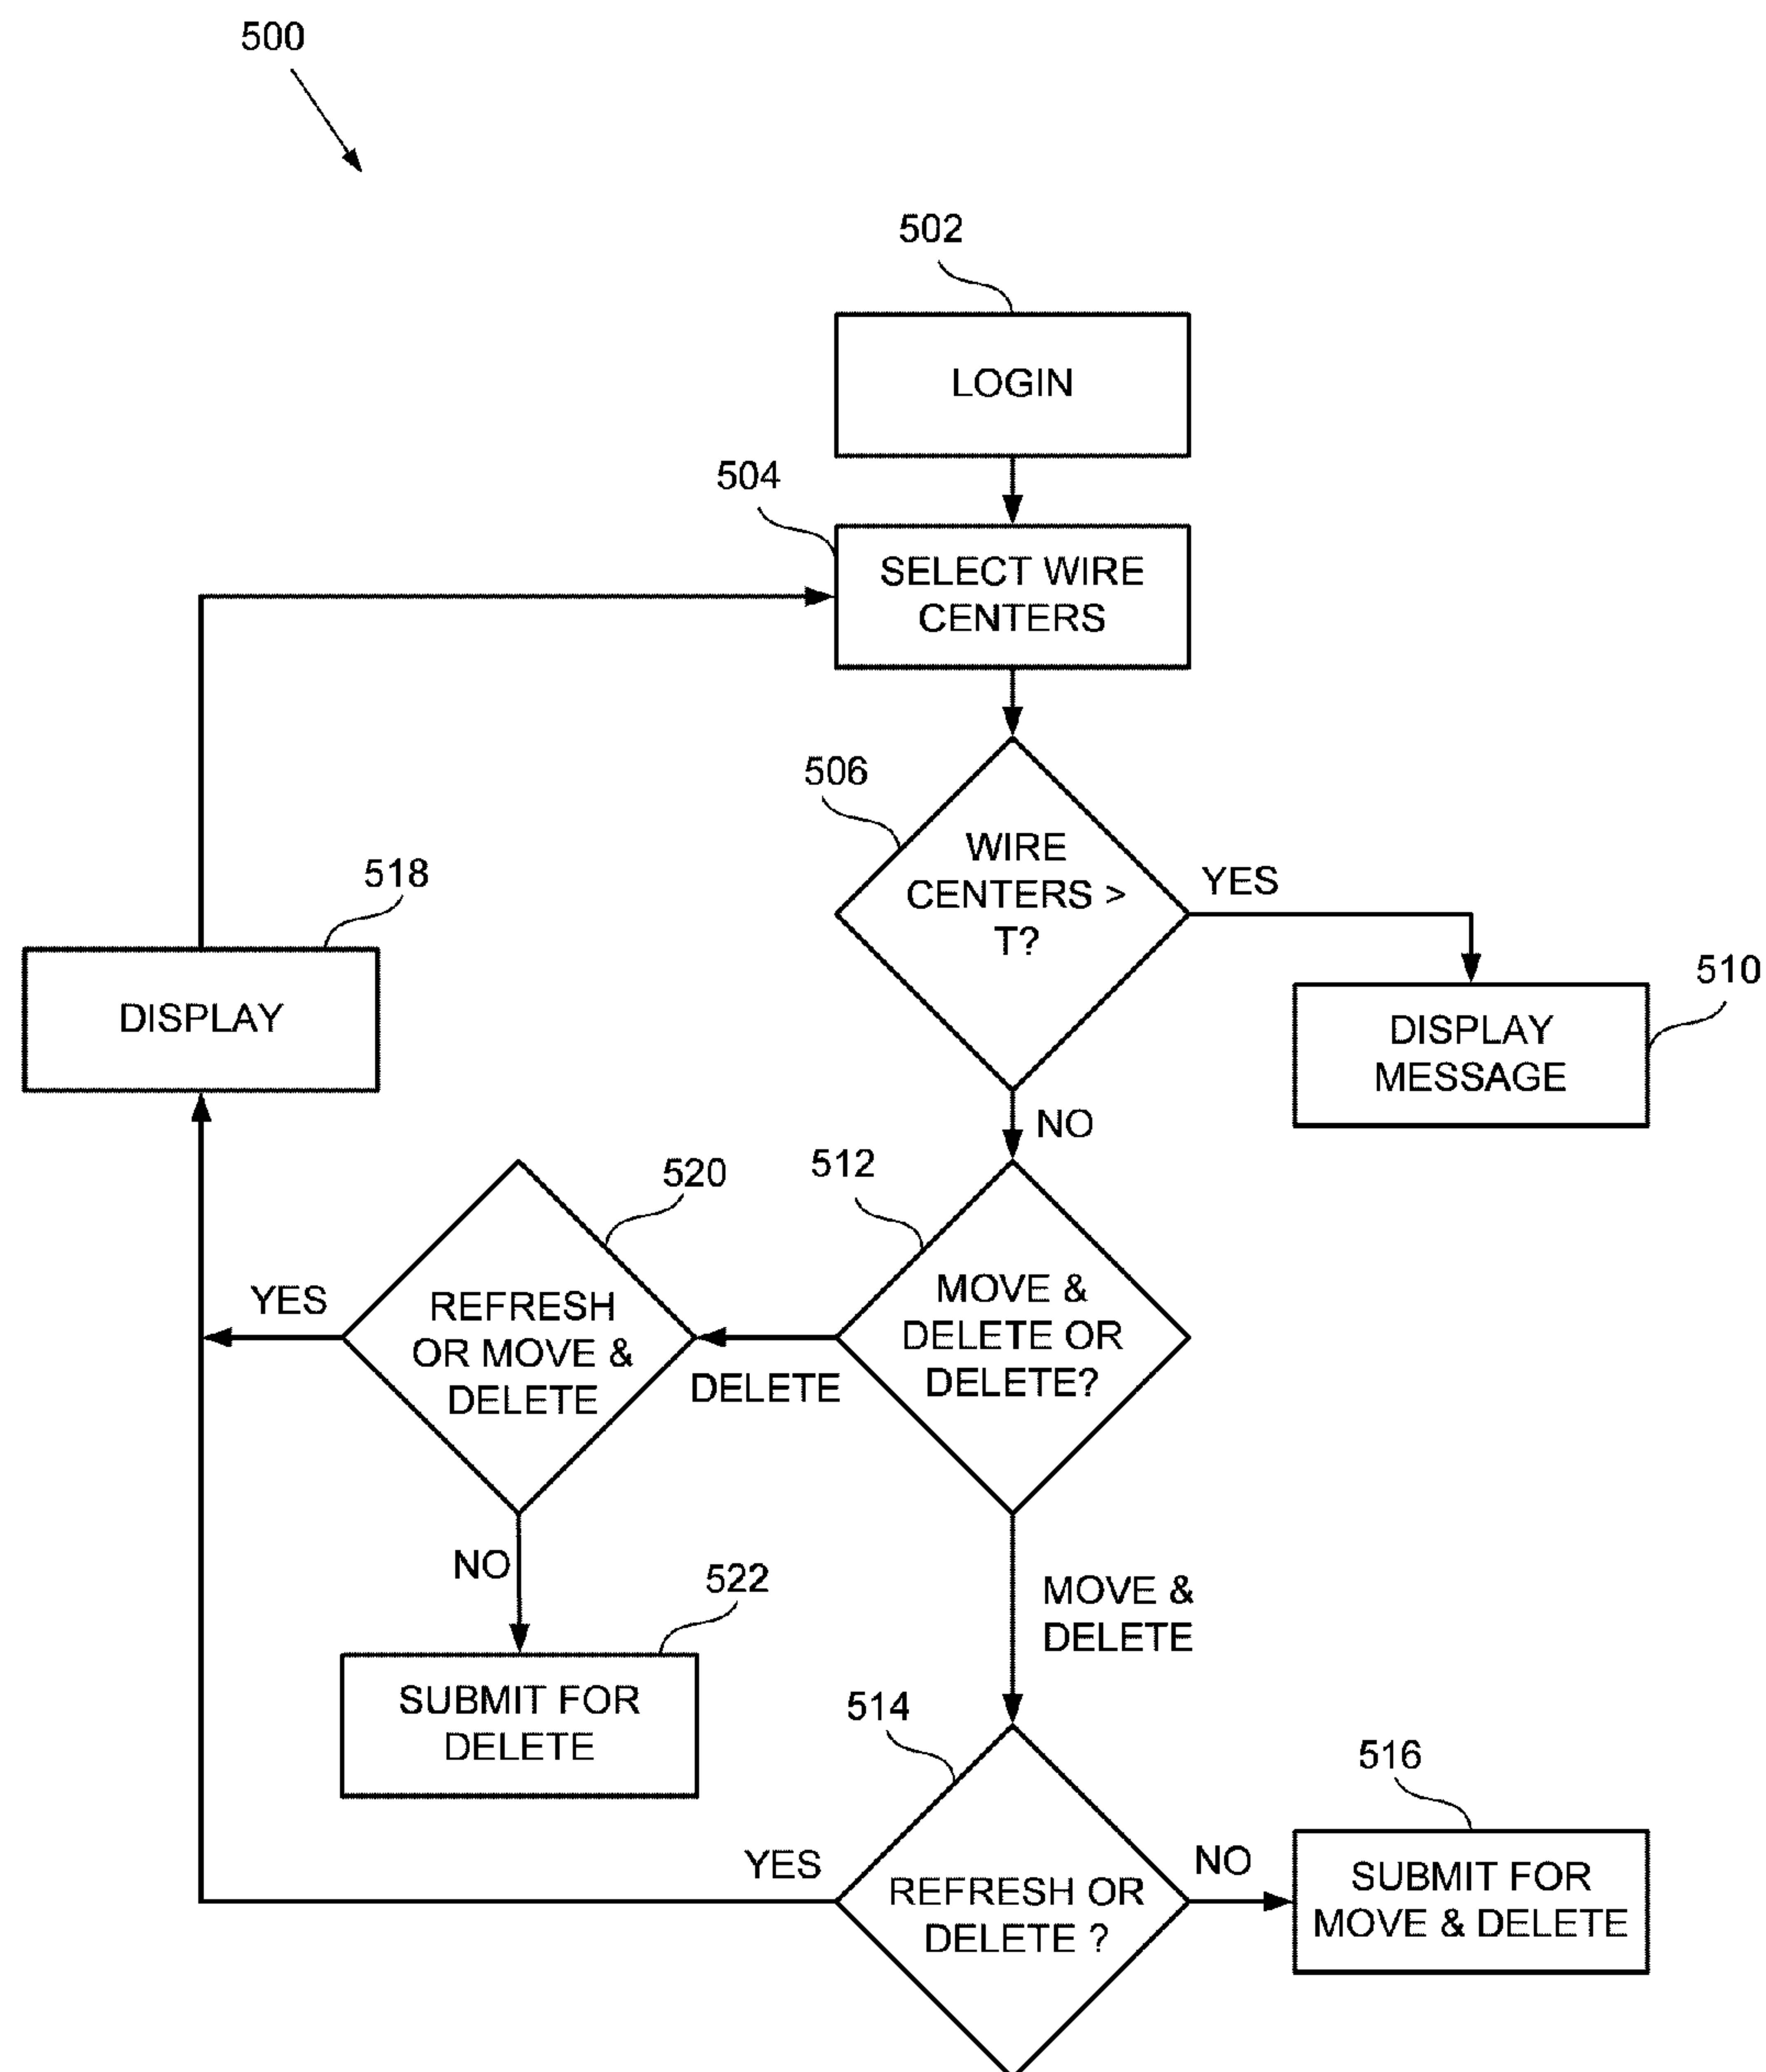 500
502
LOGIN
504
SELECT WIRE
CENTERS
506
WIRE
CENTERS >
T?
YES
518
DISPLAY
510
DISPLAY
MESSAGE
NO
520
512
YES
REFRESH
OR MOVE &
DELETE
DELETE
MOVE &
DELETE OR
DELETE?
NO
522
SUBMIT FOR
DELETE
MOVE &
DELETE
514
516
YES
REFRESH OR
DELETE ?
NO
SUBMIT FOR
MOVE & DELETE